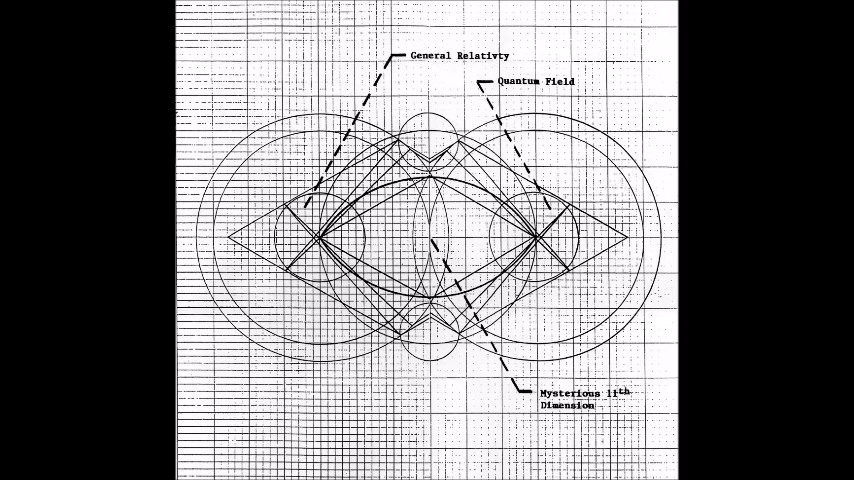 General Relativty
Quantum Field
Mysterious 11th
Dimension